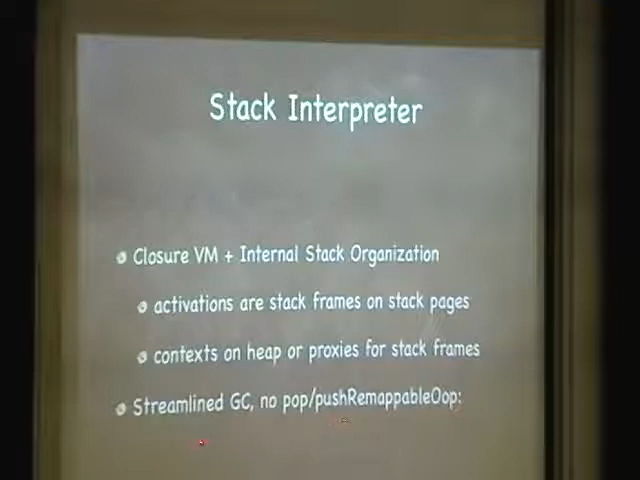 Stack Interpreter
Closure VM + Internal Stack Organization
activations are stack frames on stack pages
contexts on heap or proxies for stack frames
Streamlined GC, no pop/pushRemappableOop: